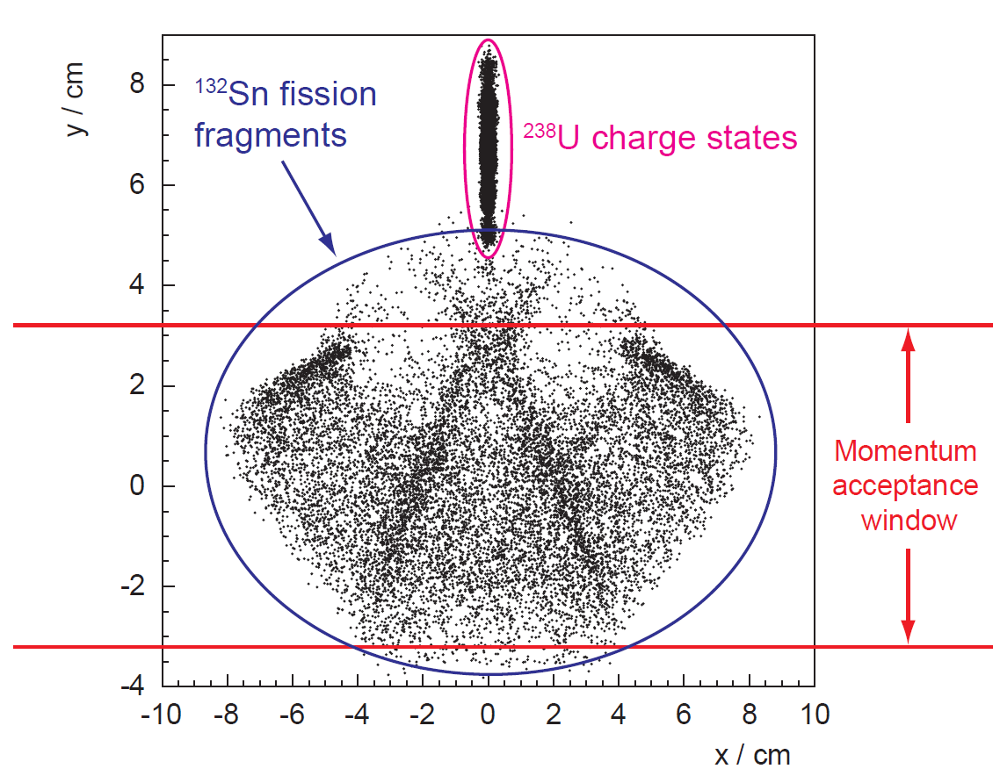 y / cm
¹³²Sn fission
fragments
²³⁸U charge states
8
6
4
2
0
-2
-4
Momentum
acceptance
window
-10 -8 -6 -4 -2 0 2 4 6 8 10
x / cm